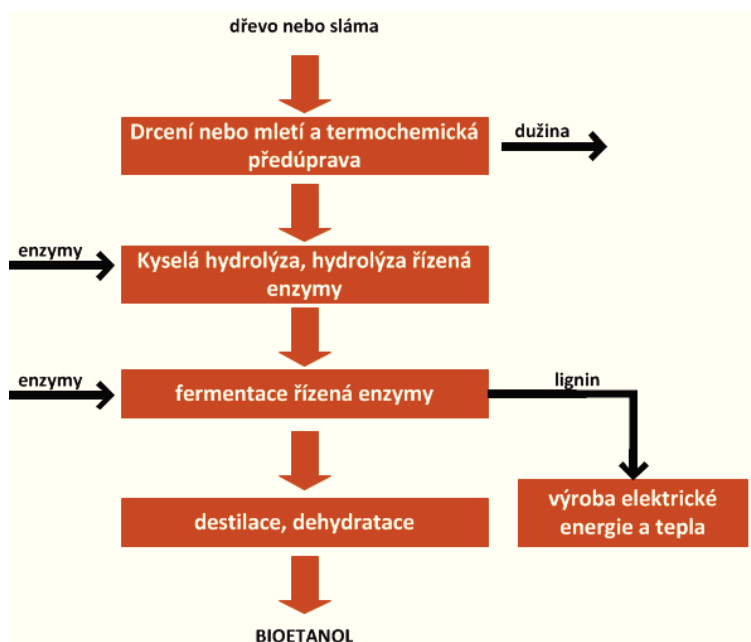 dřevo nebo sláma
Drcení nebo mletí a termochemická
předúprava
dužina
enzymy
Kyselá hydrolýza, hydrolýza řízená
enzymy
enzymy
fermentace řízená enzymy
lignin
destilace, dehydratace
výroba elektrické
energie a tepla
BIOETANOL